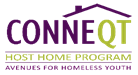 CONNEQT
HOST HOME PROGRAM
AVENUES FOR HOMELESS YOUTH